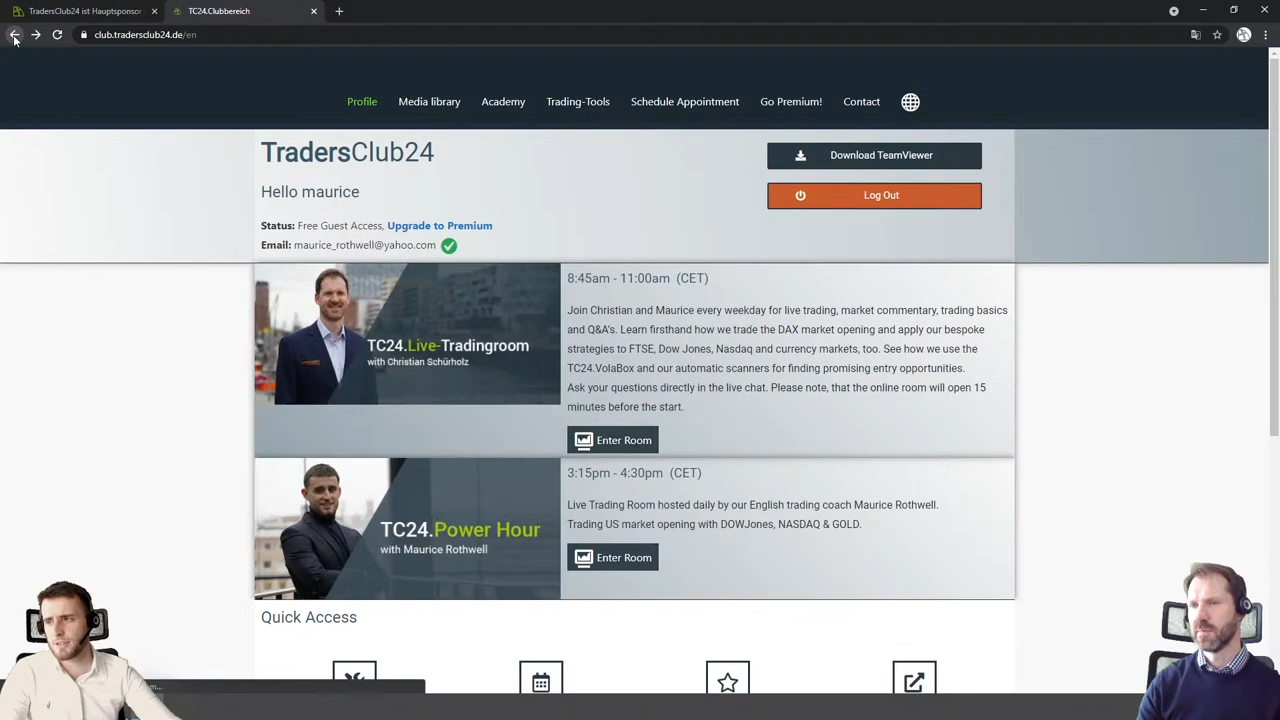 TradersClub24 ist Hauptsponsor
TC24.Clubbereich
club.tradersclub24.de/en
Profile
Media library
Academy
Trading-Tools
Schedule Appointment
Go Premium!
Contact
TradersClub24
Download TeamViewer
Hello maurice
Log Out
Status: Free Guest Access, Upgrade to Premium
Email: maurice_rothwell@yahoo.com
TC24.Live-Tradingroom
with Christian Schürholz
8:45am - 11:00am (CET)
Join Christian and Maurice every weekday for live trading, market commentary, trading basics
and Q&A's. Learn firsthand how we trade the DAX market opening and apply our bespoke
strategies to FTSE, Dow Jones, Nasdaq and currency markets, too. See how we use the
TC24.VolaBox and our automatic scanners for finding promising entry opportunities.
Ask your questions directly in the live chat. Please note, that the online room will open 15
minutes before the start.
Enter Room
TC24.Power Hour
with Maurice Rothwell
3:15pm - 4:30pm (CET)
Live Trading Room hosted daily by our English trading coach Maurice Rothwell.
Trading US market opening with DOWJones, NASDAQ & GOLD.
Enter Room
Quick Access